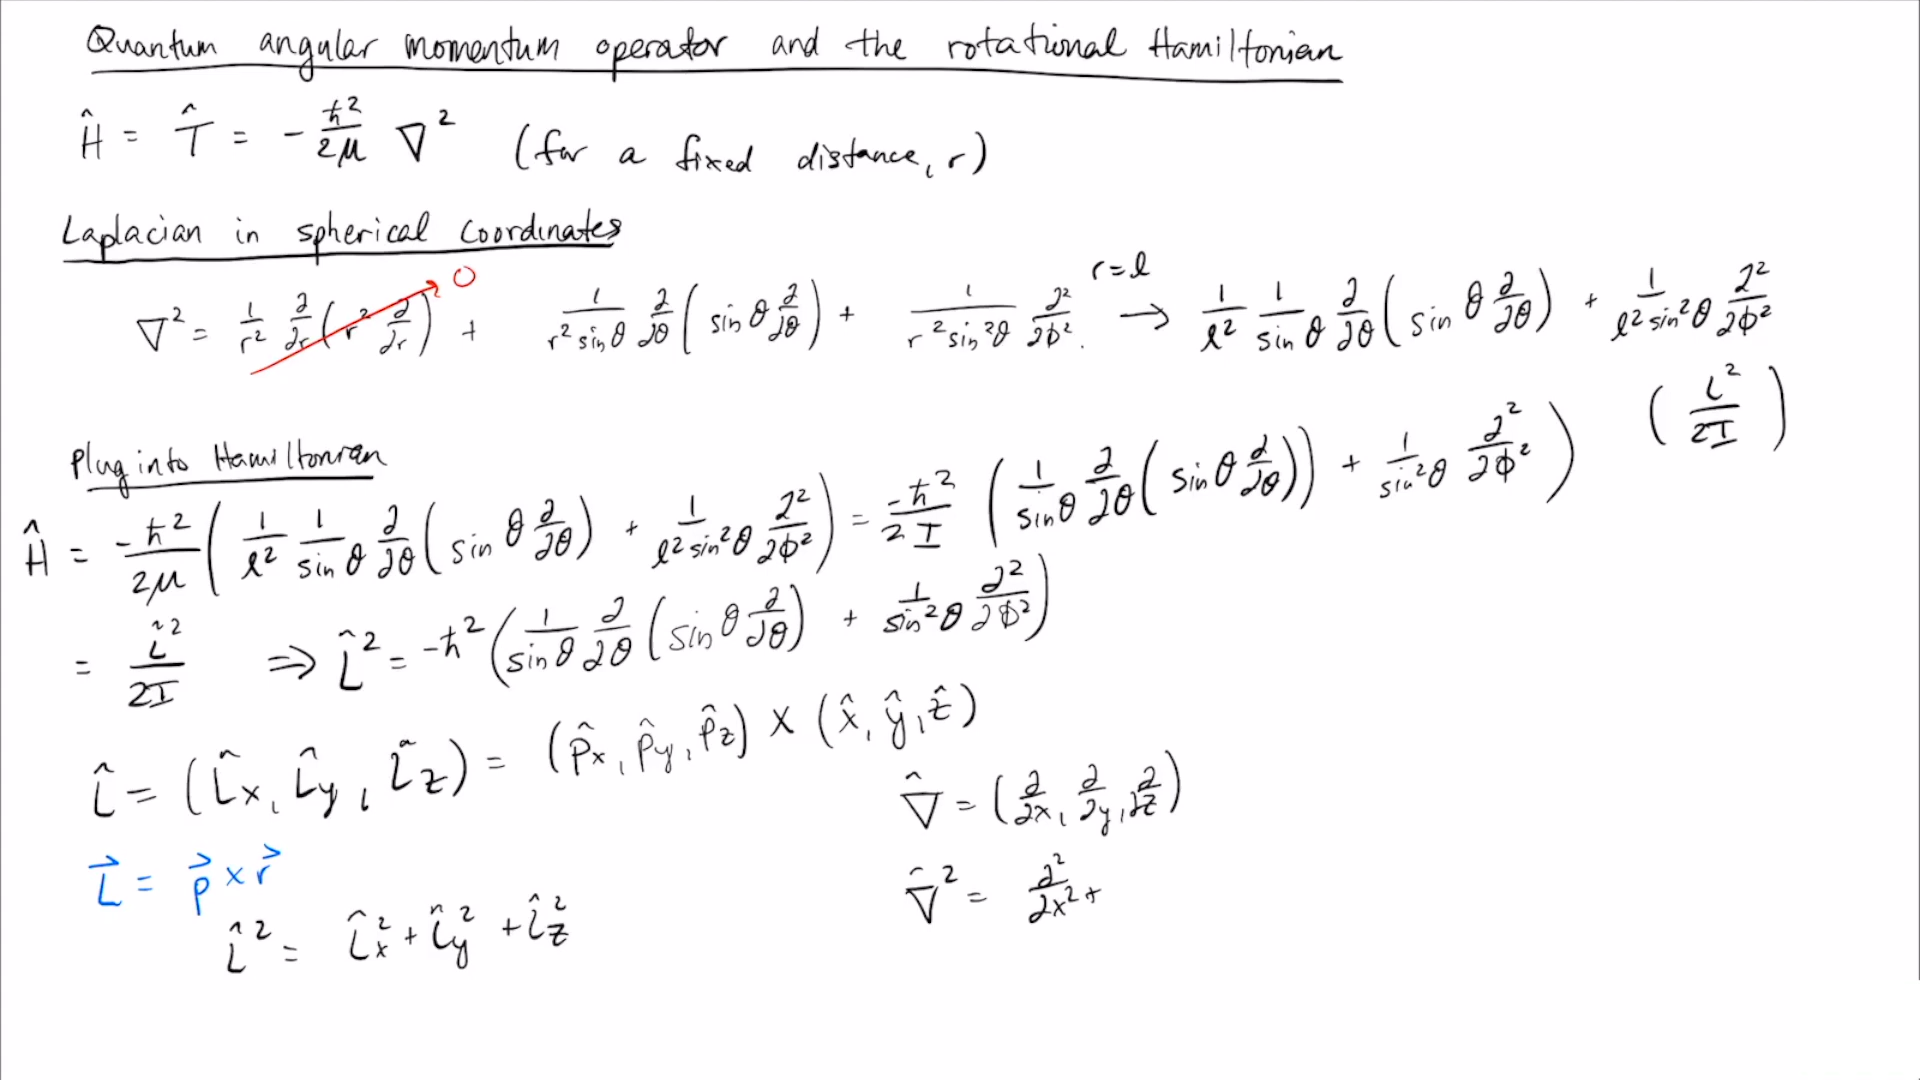 Quantum angular momentum operator and the rotational Hamiltonian
Ĥ = T̂ = -ħ²/2μ ∇² (for a fixed distance, r)
Laplacian in spherical coordinates
∇² = 1/r² ∂/∂r (r² ∂/∂r) 0 + 1/(r² sin θ) ∂/∂θ (sin θ ∂/∂θ) + 1/(r² sin²θ) ∂²/∂Φ². r=l → 1/l² 1/sin θ ∂/∂θ (sin θ ∂/∂θ) + 1/(l² sin²θ) ∂²/∂Φ²
Plug into Hamiltonian
Ĥ = -ħ²/2μ (1/l² 1/sin θ ∂/∂θ (sin θ ∂/∂θ) + 1/(l² sin²θ) ∂²/∂Φ²) = -ħ²/2I (1/sin θ ∂/∂θ (sin θ ∂/∂θ)) + 1/sin²θ ∂²/∂Φ²) (L²/2I)
= L̂²/2I ⇒ L̂² = -ħ² (1/sin θ ∂/∂θ (sin θ ∂/∂θ) + 1/sin²θ ∂²/∂Φ²)
L̂ = (L̂x, L̂y, L̂z) = (p̂x, p̂y, p̂z) × (x̂, ŷ, ẑ)
∇̂ = (∂/∂x, ∂/∂y, ∂/∂z)
L⃗ = p⃗ × r⃗
∇̂² = ∂²/∂x² +
L̂² = L̂x² + L̂y² + L̂z²